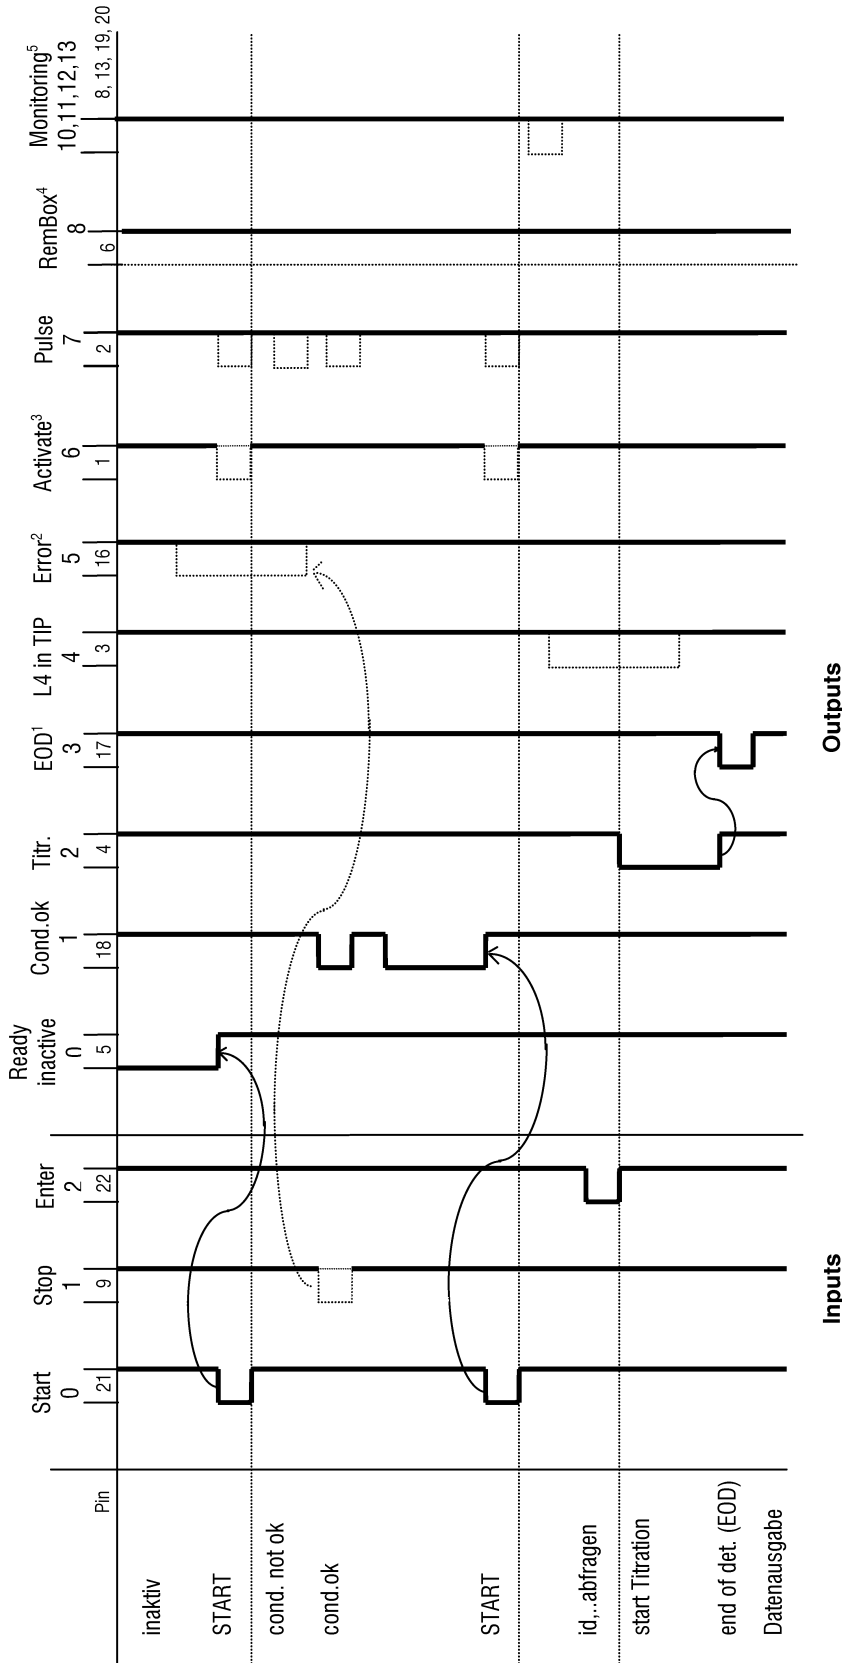 Ready
Monitoring⁵
10,11,12,13
8, 13, 19, 20
RemBox⁴
8
6
Pulse
7
2
Activate³
6
1
Error²
5
16
L4 in TIP
4
3
EOD¹
3
17
Titr.
2
4
Cond.ok
1
18
inactive
0
5
Enter
2
22
Stop
1
9
Start
0
21
Pin
inaktiv
START
cond. not ok
cond.ok
START
id,..abfragen
start Titration
end of det. (EOD)
Datenausgabe
Inputs
Outputs